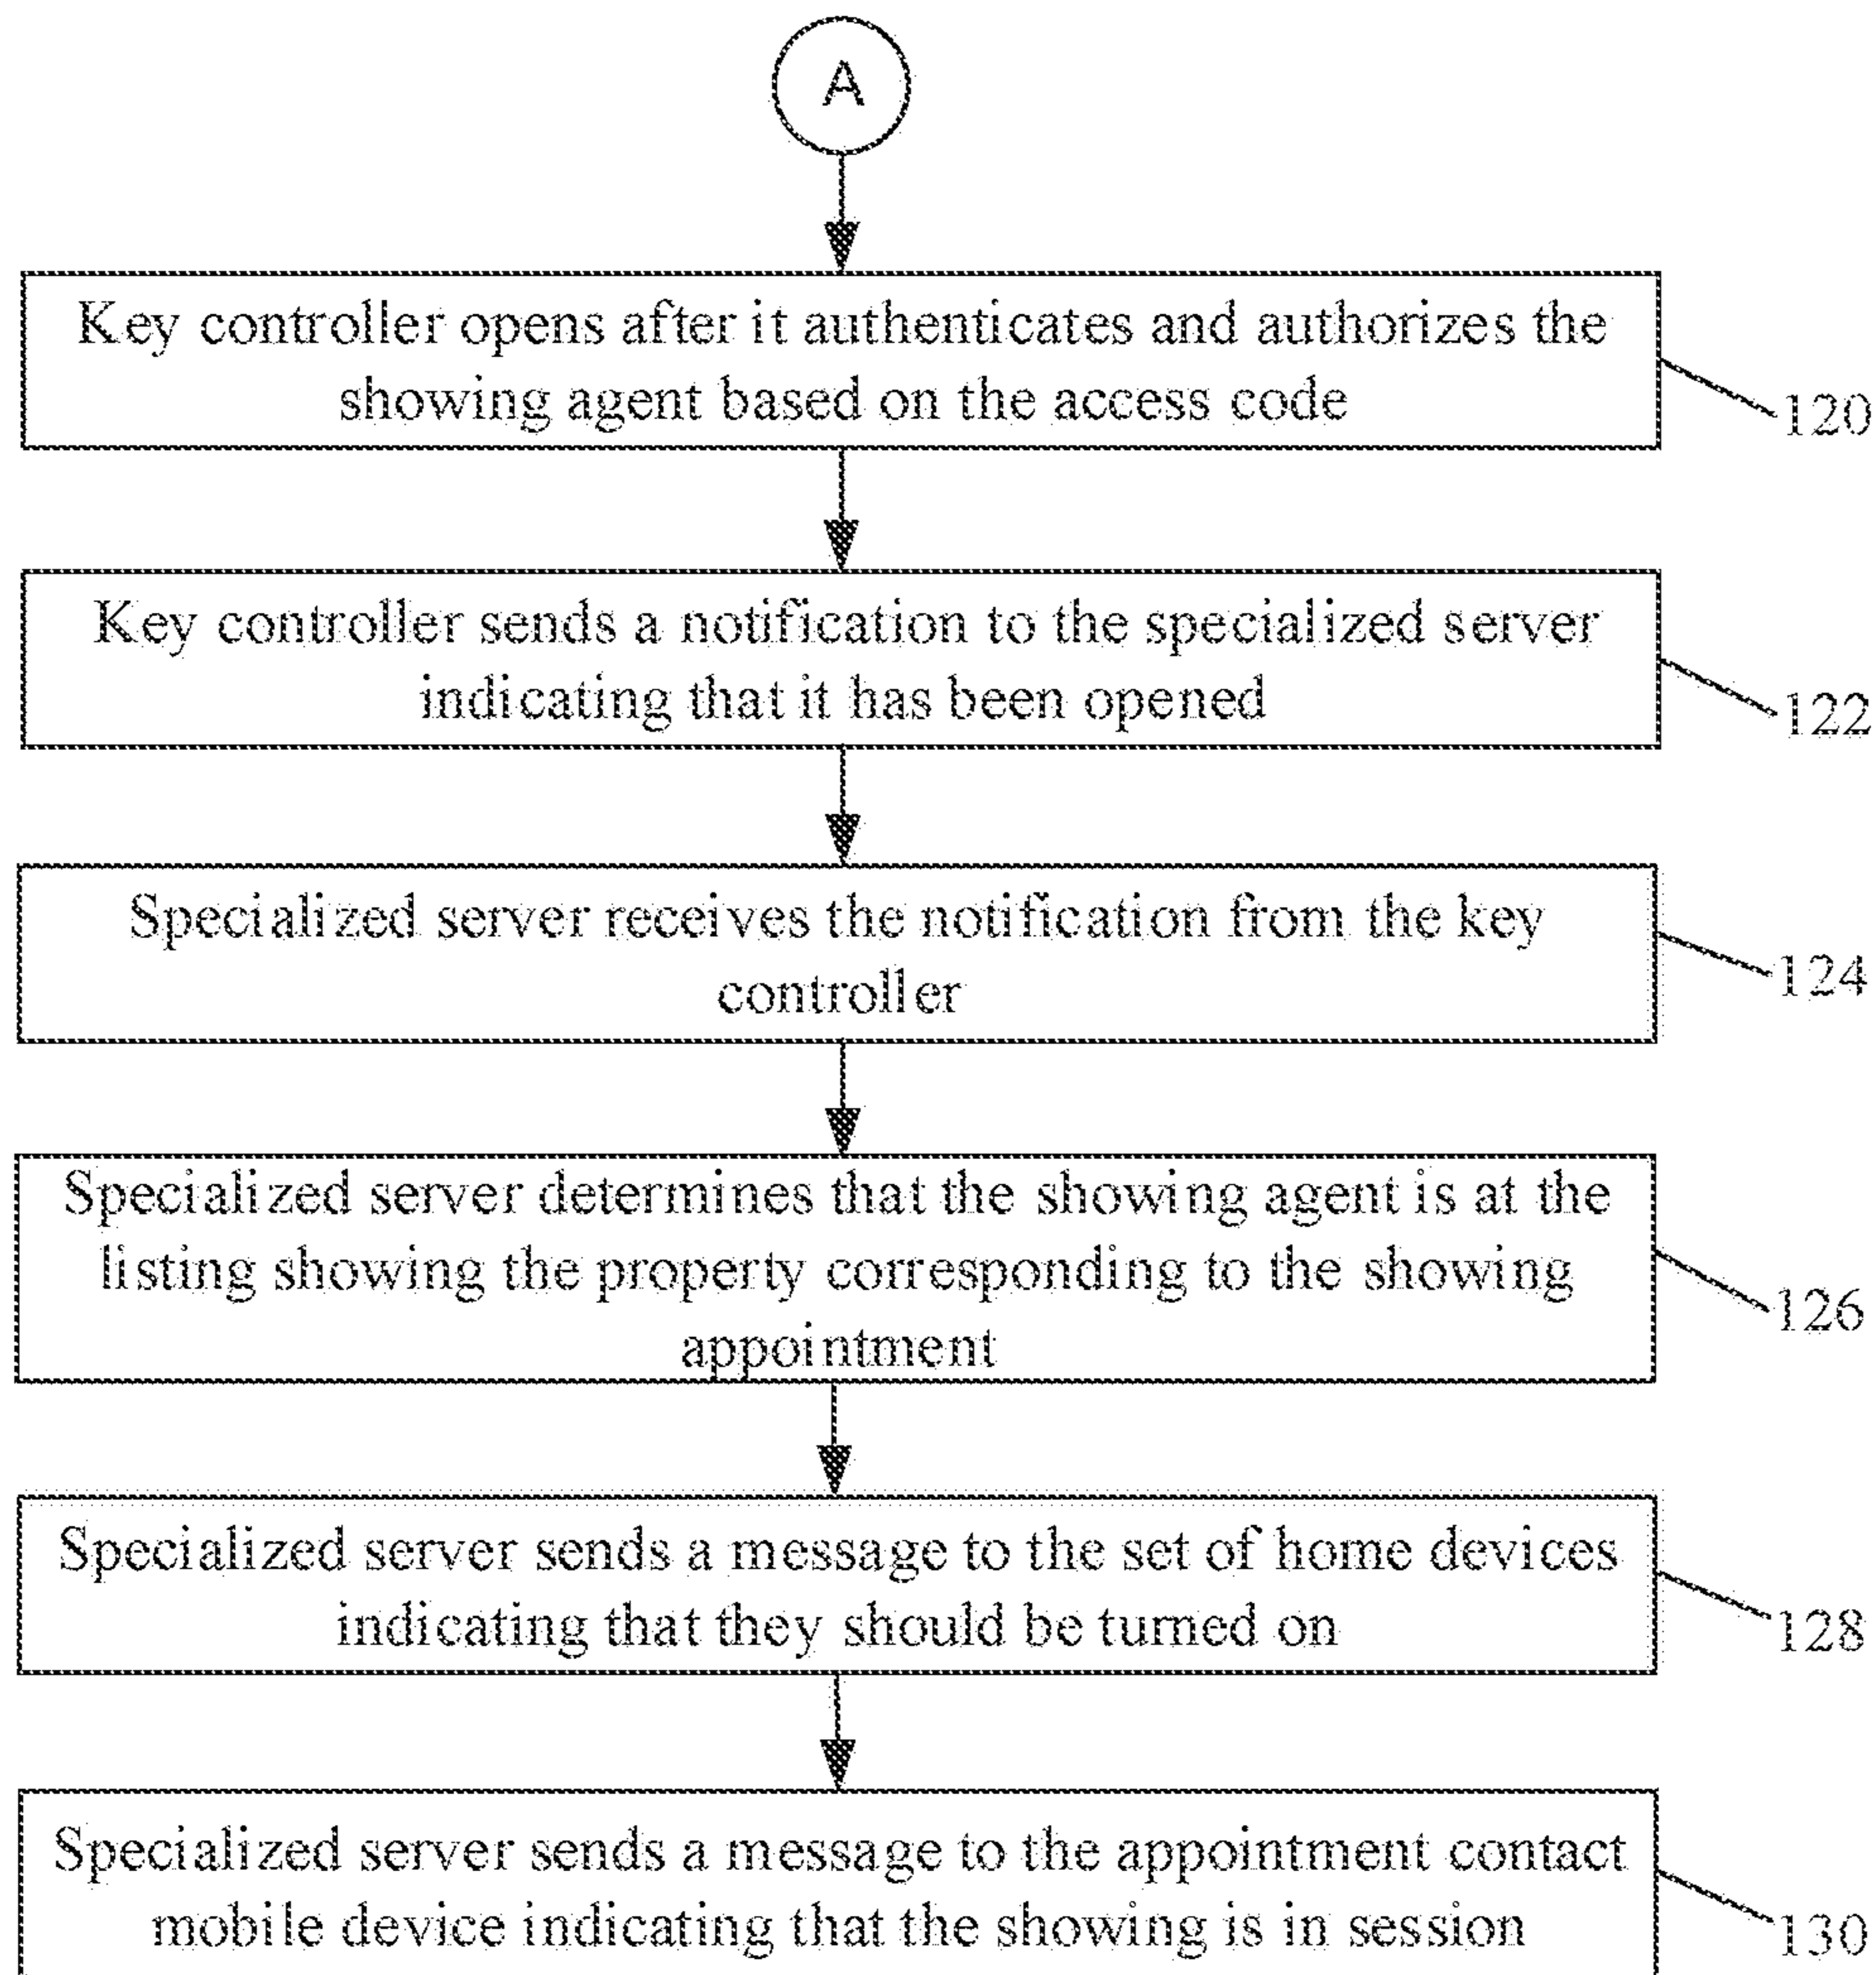 A
Key controller opens after it authenticates and authorizes the
showing agent based on the access code
120
Key controller sends a notification to the specialized server
indicating that it has been opened
122
Specialized server receives the notification from the key
controller
124
Specialized server determines that the showing agent is at the
listing showing the property corresponding to the showing
appointment
126
Specialized server sends a message to the set of home devices
indicating that they should be turned on
128
Specialized server sends a message to the appointment contact
mobile device indicating that the showing is in session
130